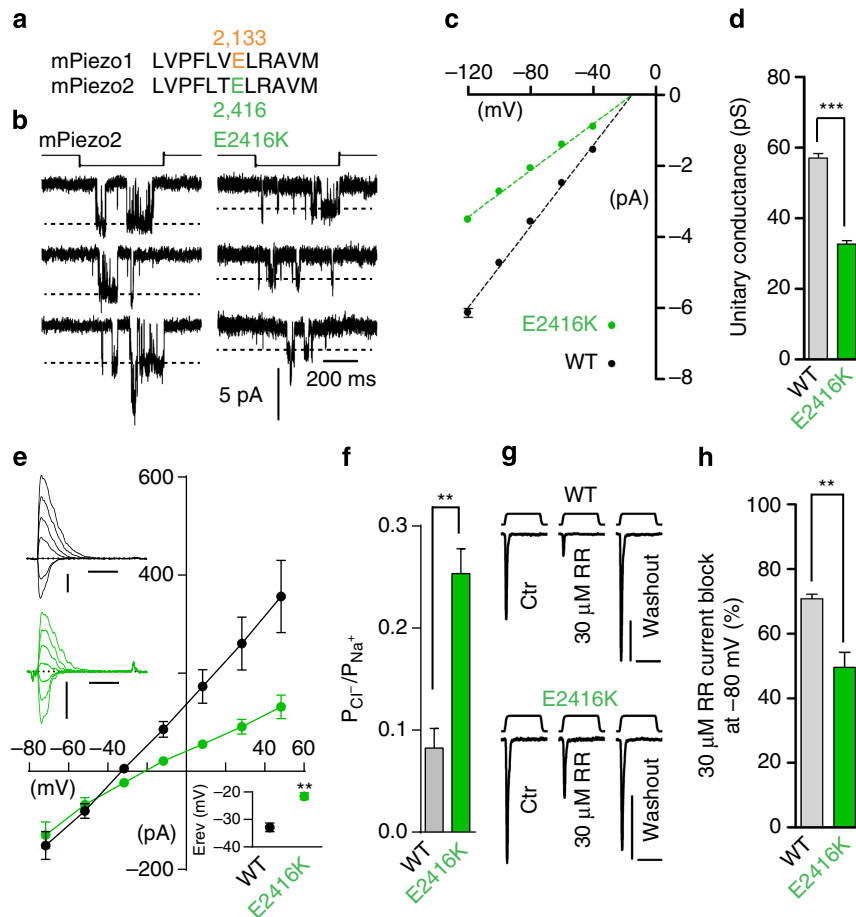 a
2,133
mPiezo1 LVPFLVELRAVM
mPiezo2 LVPFLTELRAVM
2,416
b
mPiezo2
E2416K
5 pA
200 ms
c
−120 −80 −40 0
(mV)
0
−2
(pA)
−4
−6
−8
E2416K
WT
d
Unitary conductance (pS)
80
60
40
20
0
***
WT
E2416K
e
600
400
−80 −60 −40 −20 20 40 60
(mV)
(pA)
−200
Erev (mV)
−20
−30
−40
**
WT
E2416K
f
PCl−/PNa+
0.3
0.2
0.1
0.0
**
WT
E2416K
g
WT
Ctr
30 μM RR
Washout
E2416K
Ctr
30 μM RR
Washout
h
30 μM RR current block
at −80 mV (%)
100
80
60
40
20
0
**
WT
E2416K